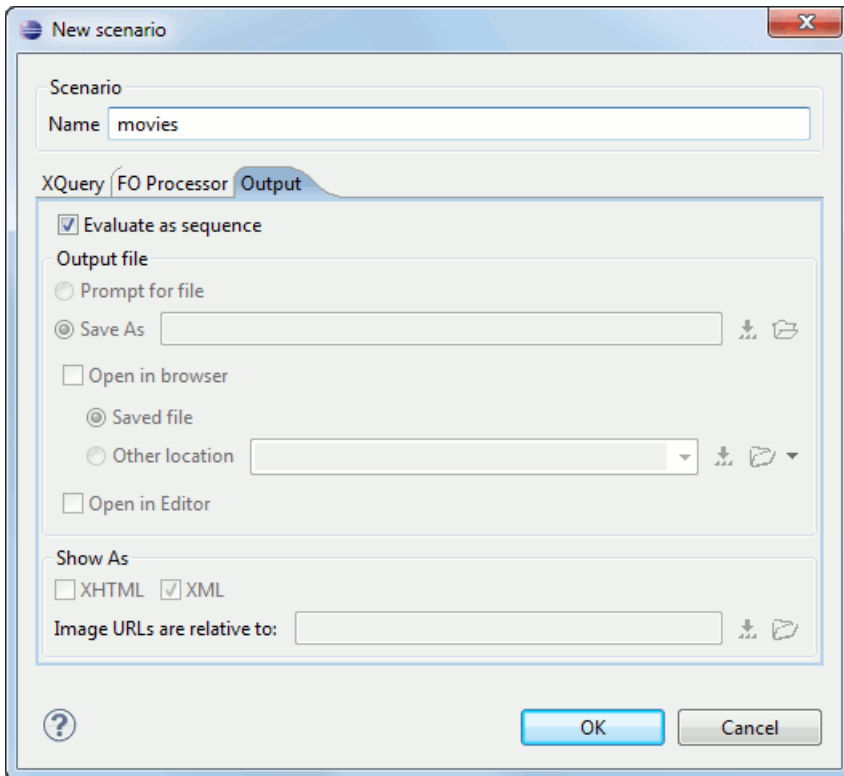 New scenario
Scenario
Name movies
XQuery FO Processor Output
Evaluate as sequence
Output file
Prompt for file
Save As
Open in browser
Saved file
Other location
Open in Editor
Show As
XHTML XML
Image URLs are relative to:
? OK Cancel